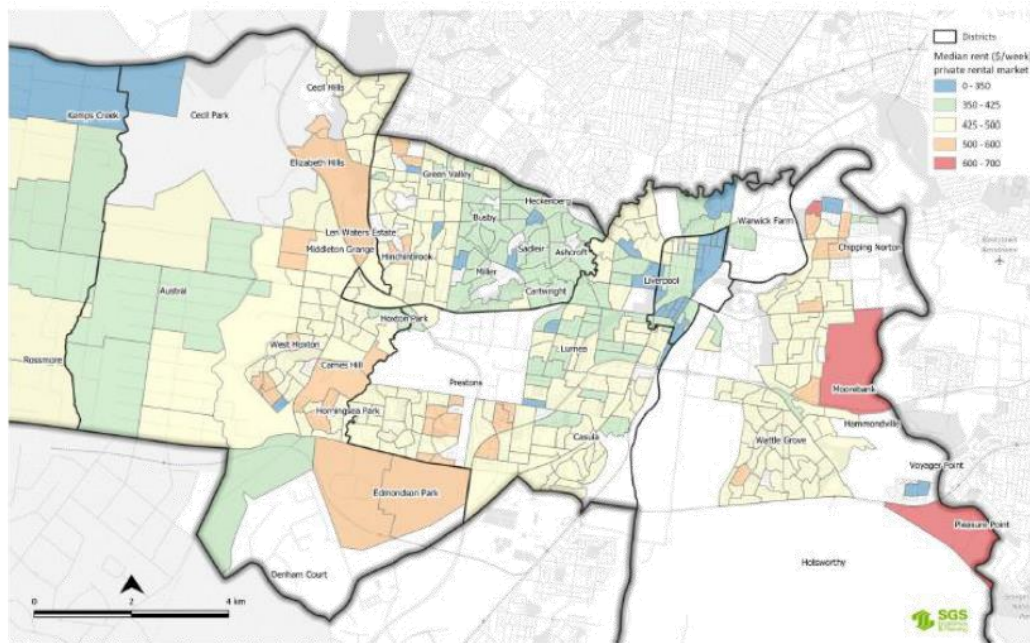 Districts
Median rent ($/week)
private rental market
0 - 350
350 - 425
425 - 500
500 - 600
600 - 700
Cecil Hills
Kemps Creek
Cecil Park
Elizabeth Hills
Green Valley
Heckenberg
Busby
Warwick Farm
Len Waters Estate
Middleton Grange
Hinchinbrook
Sadleir
Ashcroft
Chipping Norton
Miller
Liverpool
Cartwright
Austral
Hoxton Park
West Hoxton
Lurnea
Rossmore
Carnes Hill
Prestons
Moorebank
Horningsea Park
Hammondville
Casula
Wattle Grove
Voyager Point
Edmondson Park
Pleasure Point
Denham Court
Holsworthy
0 2 4 km
SGS